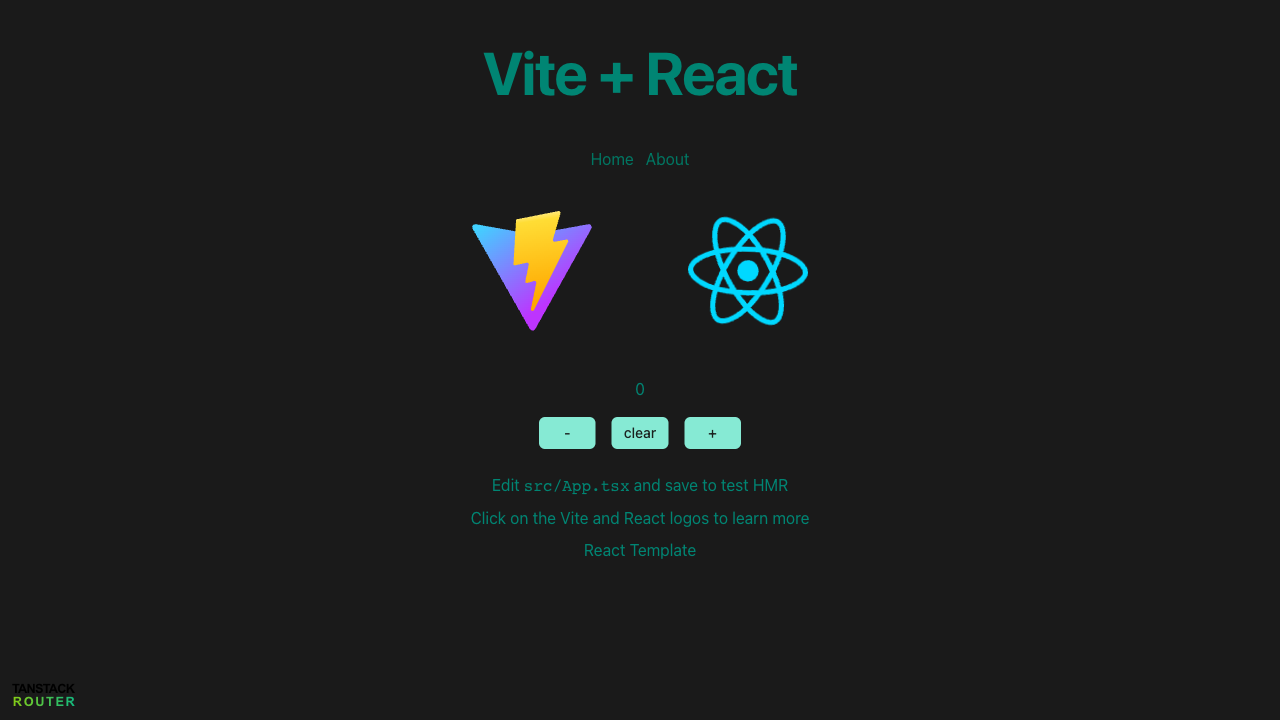 Vite + React
Home About
0
- clear +
Edit src/App.tsx and save to test HMR
Click on the Vite and React logos to learn more
React Template
TANSTACK
ROUTER